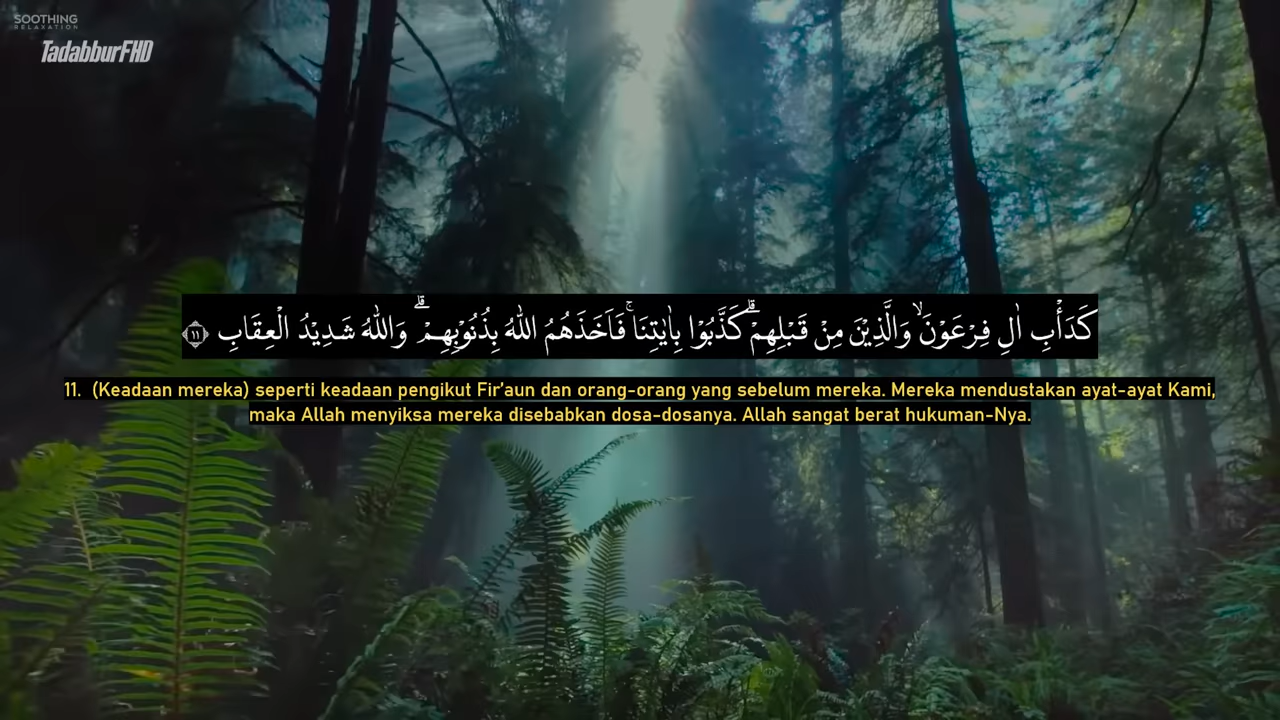 SOOTHING
RELAXATION
TadabburFHD
كَدَأْبِ اٰلِ فِرْعَوْنَۙ وَالَّذِيْنَ مِنْ قَبْلِهِمْۗ كَذَّبُوْا بِاٰيٰتِنَاۚ فَاَخَذَهُمُ اللّٰهُ بِذُنُوْبِهِمْۗ وَاللّٰهُ شَدِيْدُ الْعِقَابِ ١١
11. (Keadaan mereka) seperti keadaan pengikut Fir’aun dan orang-orang yang sebelum mereka. Mereka mendustakan ayat-ayat Kami,
maka Allah menyiksa mereka disebabkan dosa-dosanya. Allah sangat berat hukuman-Nya.